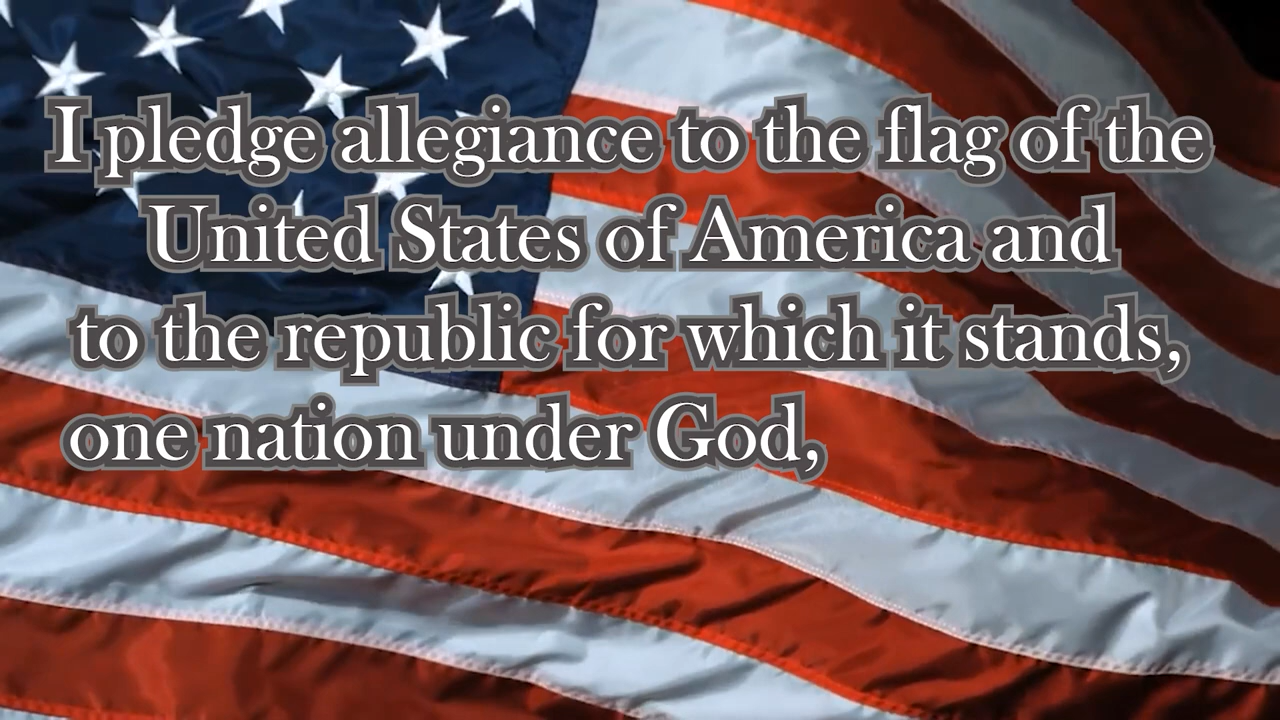 I pledge allegiance to the flag of the
United States of America and
to the republic for which it stands,
one nation under God,